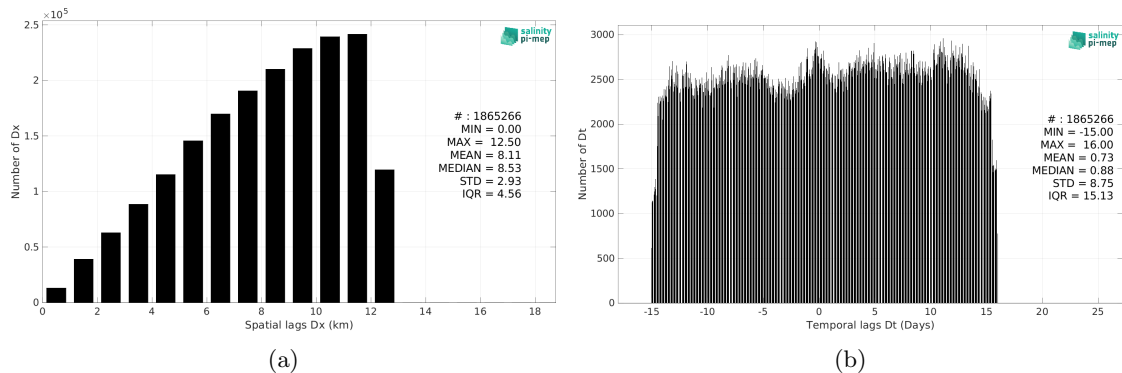 ×10^5
2.5
2
1.5
1
0.5
0
0 2 4 6 8 10 12 14 16 18
Number of Dx
Spatial lags Dx (km)
salinity
pi-mep
# : 1865266
MIN = 0.00
MAX = 12.50
MEAN = 8.11
MEDIAN = 8.53
STD = 2.93
IQR = 4.56
(a)
3000
2500
2000
1500
1000
500
0
-15 -10 -5 0 5 10 15 20 25
Number of Dt
Temporal lags Dt (Days)
salinity
pi-mep
# : 1865266
MIN = -15.00
MAX = 16.00
MEAN = 0.73
MEDIAN = 0.88
STD = 8.75
IQR = 15.13
(b)